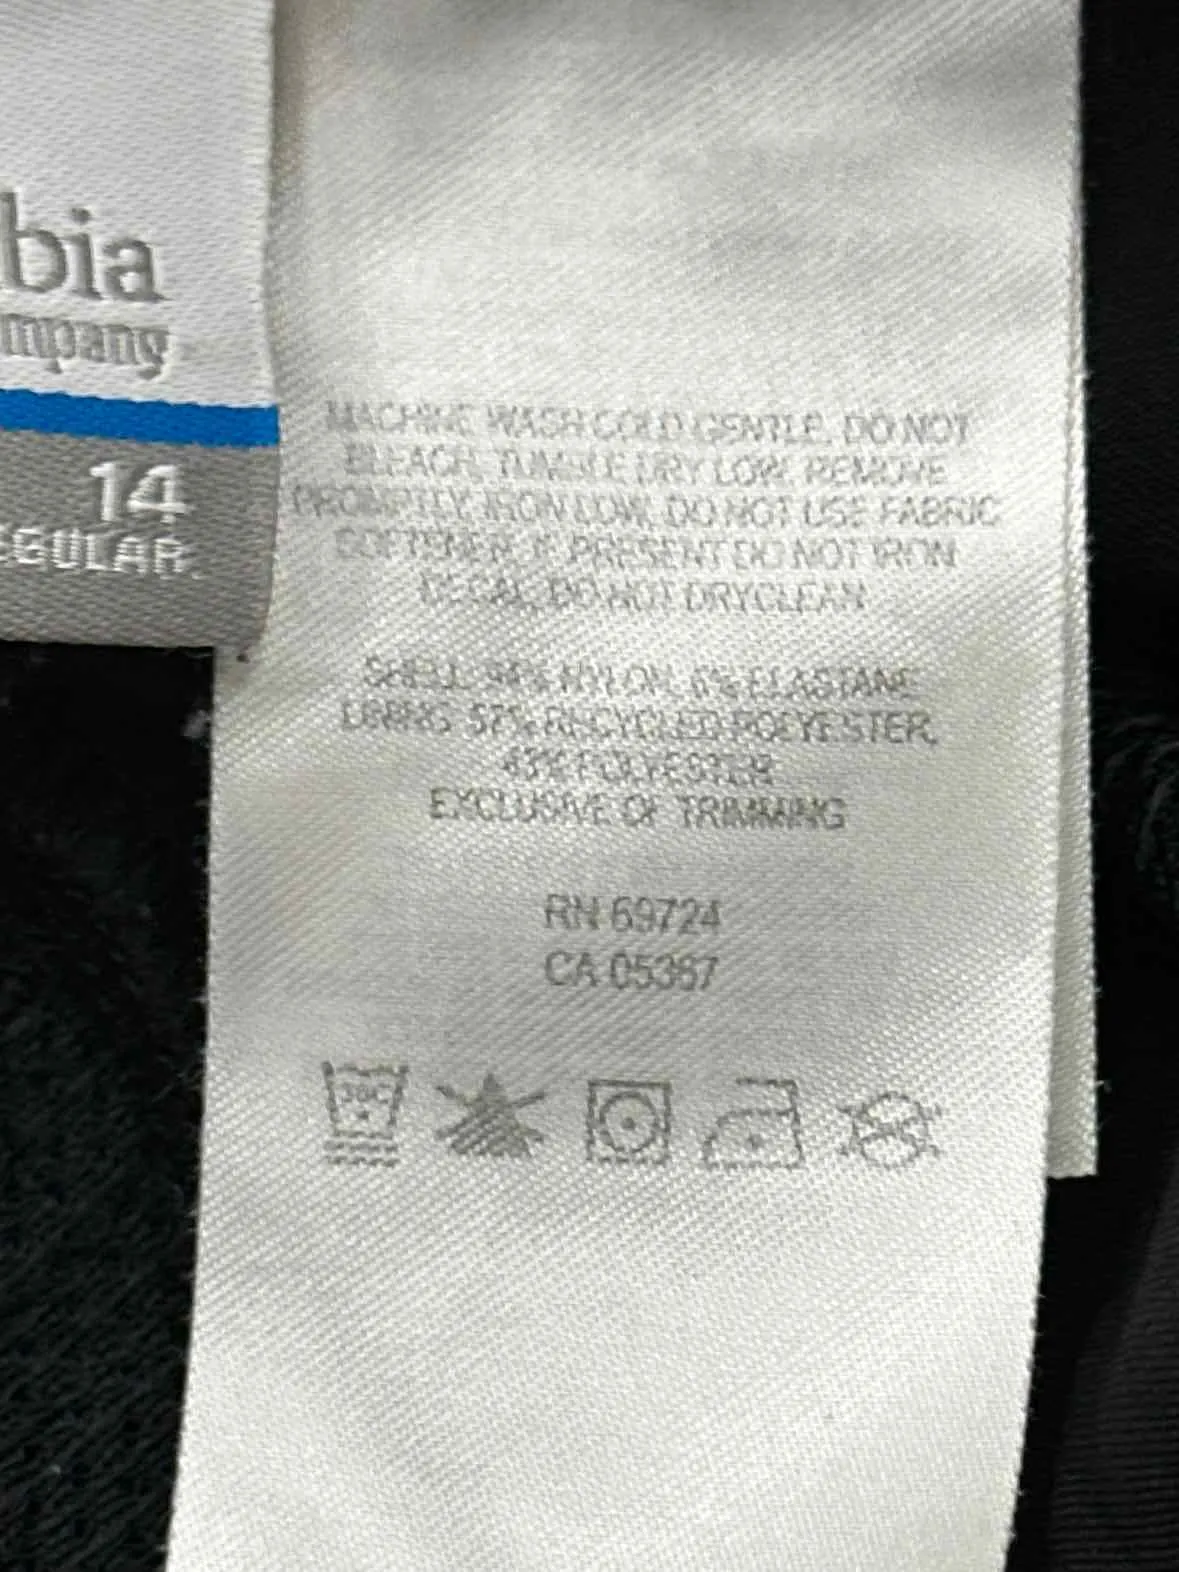 bia
mpany
14
EGULAR
MACHINE WASH COLD GENTLE, DO NOT
BLEACH, TUMBLE DRY LOW, REMOVE
PROMPTLY, IRON LOW, DO NOT USE FABRIC
SOFTENER, IF PRESENT DO NOT IRON
DECAL, DO NOT DRYCLEAN
SHELL: 94% NYLON, 6% ELASTANE
LINING: 57% RECYCLED POLYESTER,
43% POLYESTER
EXCLUSIVE OF TRIMMING
RN 69724
CA 05367
30C